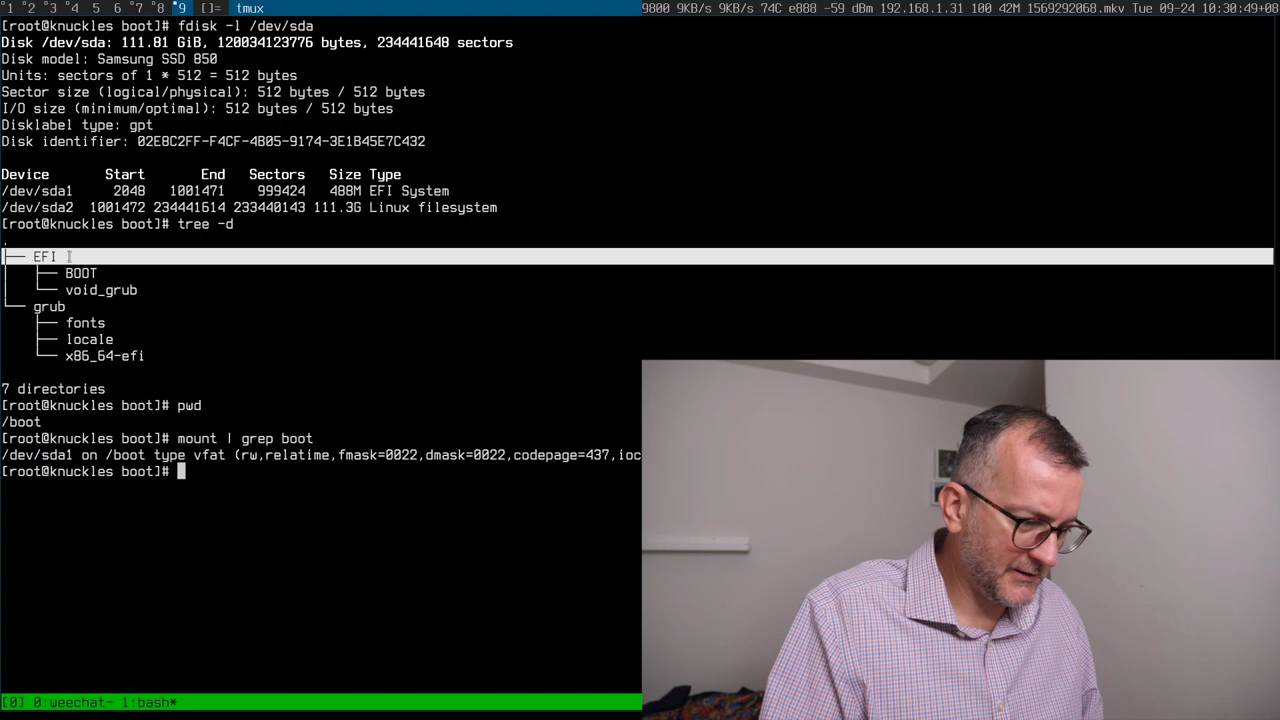 1 2 3 4 5 6 7 8 9 []= tmux 9800 9KB/s 9KB/s 74C e888 -59 dBm 192.168.1.31 100 42M 1569292068.mkv Tue 09-24 10:30:49+08
[root@knuckles boot]# fdisk -l /dev/sda
Disk /dev/sda: 111.81 GiB, 120034123776 bytes, 234441648 sectors
Disk model: Samsung SSD 850
Units: sectors of 1 * 512 = 512 bytes
Sector size (logical/physical): 512 bytes / 512 bytes
I/O size (minimum/optimal): 512 bytes / 512 bytes
Disklabel type: gpt
Disk identifier: 02E8C2FF-F4CF-4B05-9174-3E1B45E7C432
Device Start End Sectors Size Type
/dev/sda1 2048 1001471 999424 488M EFI System
/dev/sda2 1001472 234441614 233440143 111.3G Linux filesystem
[root@knuckles boot]# tree -d
.
├── EFI
│   ├── BOOT
│   └── void_grub
└── grub
    ├── fonts
    ├── locale
    └── x86_64-efi
7 directories
[root@knuckles boot]# pwd
/boot
[root@knuckles boot]# mount | grep boot
/dev/sda1 on /boot type vfat (rw,relatime,fmask=0022,dmask=0022,codepage=437,ioc
[root@knuckles boot]#
[0] 0:weechat- 1:bash*